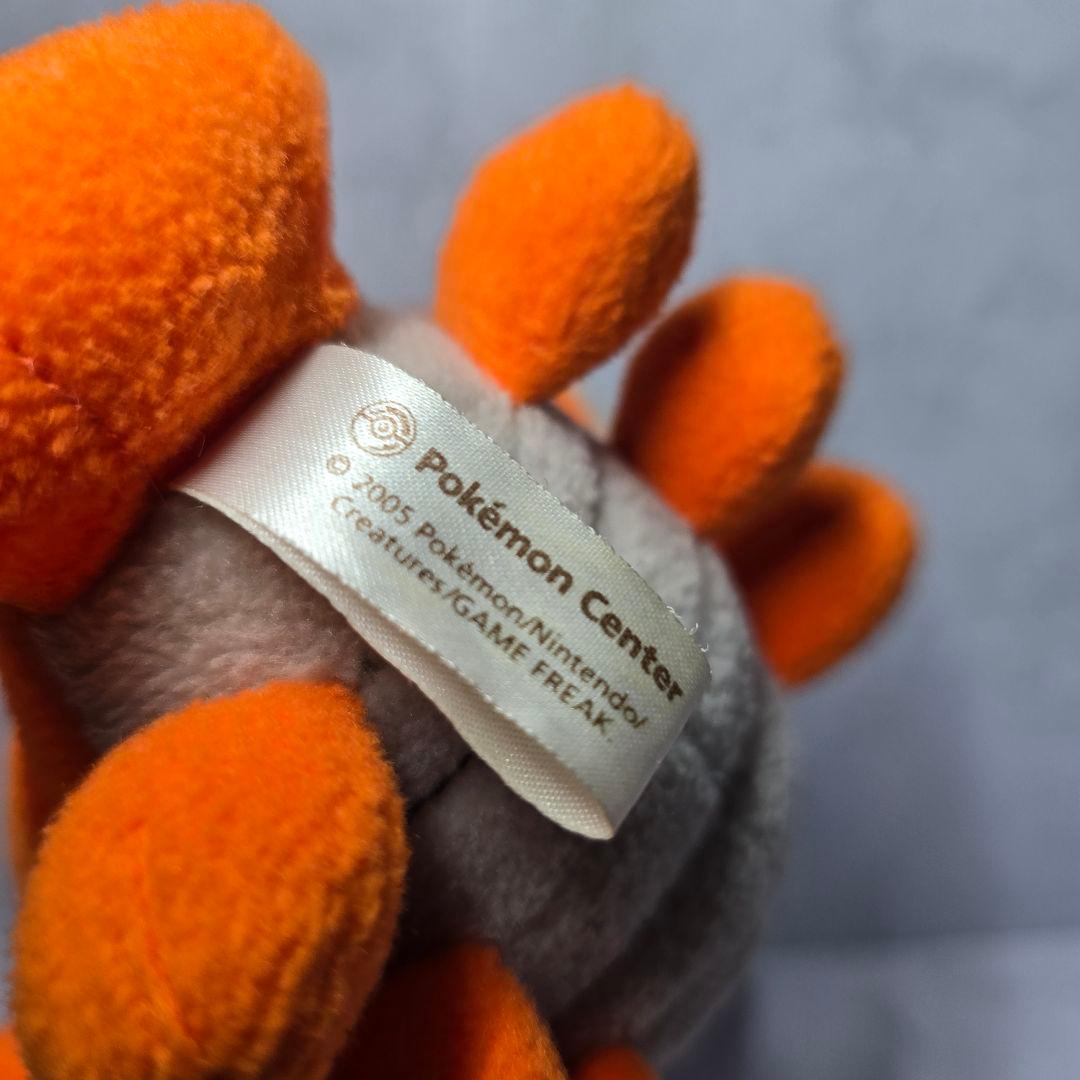 Pokémon Center
© 2005 Pokémon/Nintendo/
Creatures/GAME FREAK.